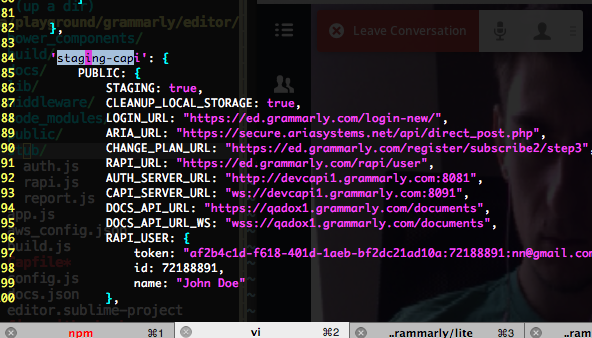 (up a dir)
playground/grammarly/editor/
81
82 },
83
84 'staging-capi': {
85 PUBLIC: {
86 STAGING: true,
87 CLEANUP_LOCAL_STORAGE: true,
88 LOGIN_URL: "https://ed.grammarly.com/login-new/",
89 ARIA_URL: "https://secure.ariasystems.net/api/direct_post.php",
90 CHANGE_PLAN_URL: "https://ed.grammarly.com/register/subscribe2/step3",
91 RAPI_URL: "https://ed.grammarly.com/rapi/user",
92 AUTH_SERVER_URL: "http://devcapi1.grammarly.com:8081",
93 CAPI_SERVER_URL: "ws://devcapi1.grammarly.com:8091",
94 DOCS_API_URL: "https://qadox1.grammarly.com/documents",
95 DOCS_API_URL_WS: "wss://qadox1.grammarly.com/documents",
96 RAPI_USER: {
97 token: "af2b4c1d-f618-401d-1aeb-bf2dc21ad10a:72188891:nn@gmail.com
98 id: 72188891,
99 name: "John Doe"
00 },
ower_components/
uild/
ocs/
ib/
iddleware/
ode_modules
ublic/
auth.js
rapi.js
report.js
pp.js
ws_config.js
uild.js
apfile*
onfig.js
ocs.json
editor.sublime-project
Leave Conversation
npm ⌘1
vi ⌘2
..rammarly/lite ⌘3
..ram